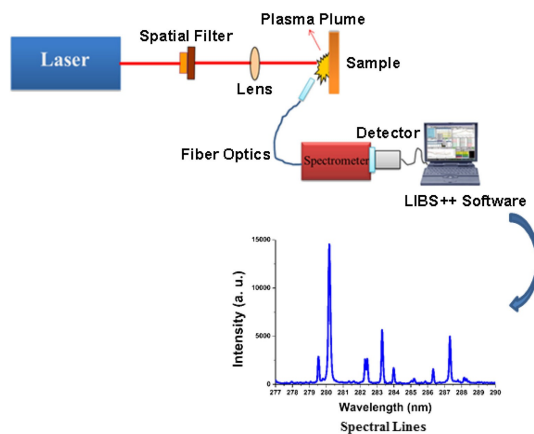 Plasma Plume
Spatial Filter
Laser
Sample
Lens
Detector
Fiber Optics
Spectrometer
LIBS++ Software
15000
10000
5000
0
Intensity (a. u.)
277 278 279 280 281 282 283 284 285 286 287 288 289 290
Wavelength (nm)
Spectral Lines